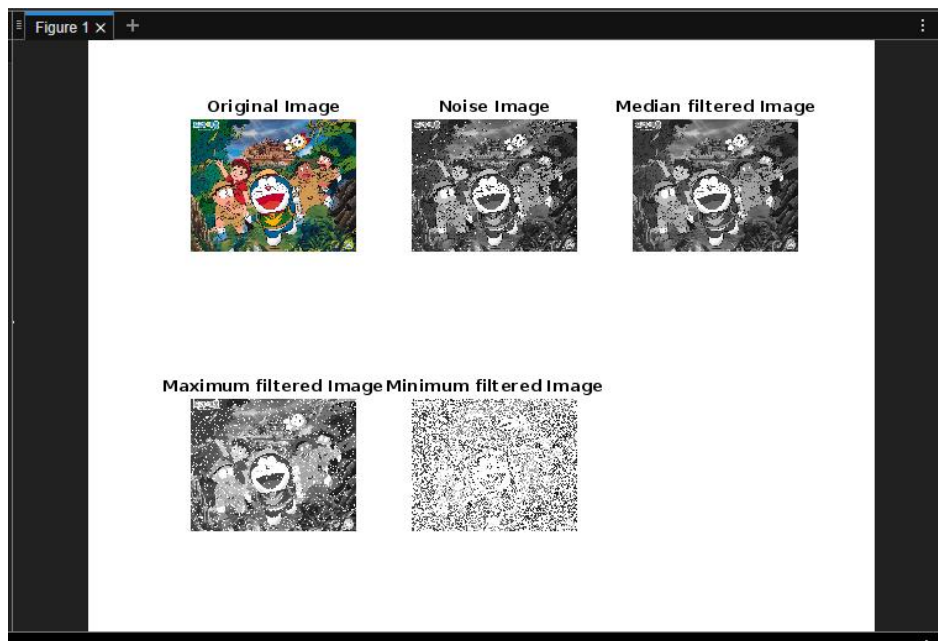 Figure 1
Original Image
Noise Image
Median filtered Image
Maximum filtered Image
Minimum filtered Image